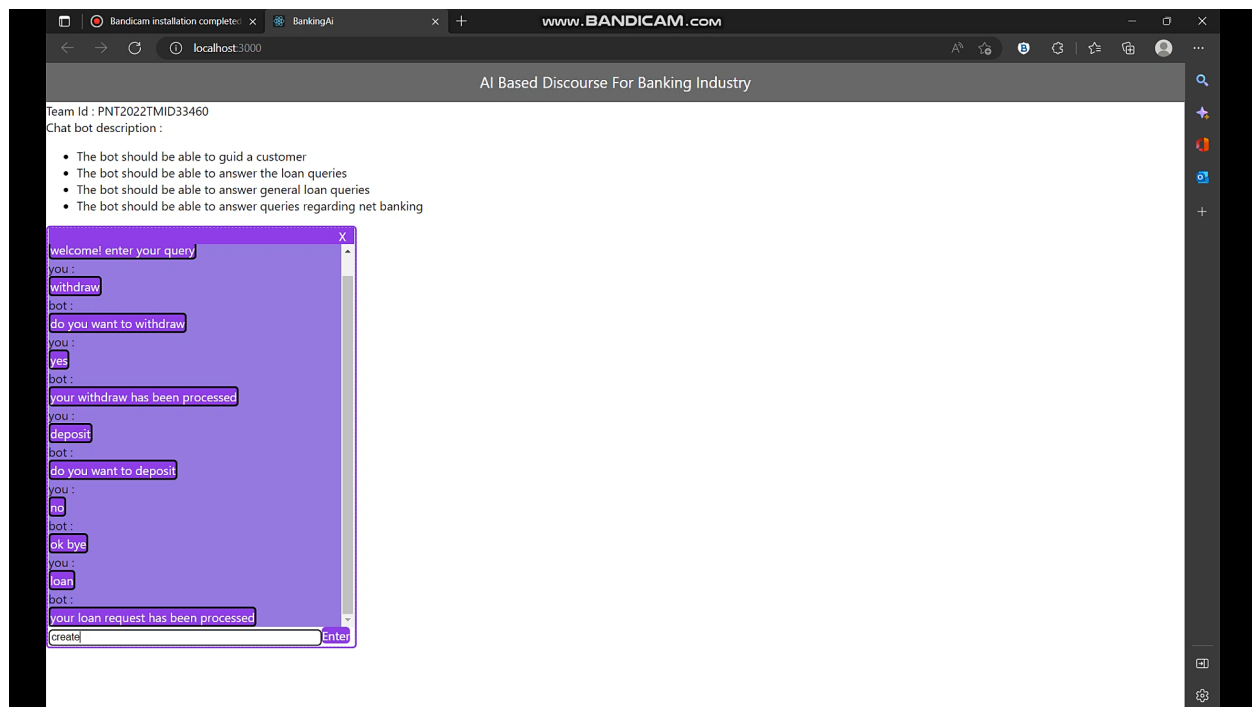 Bandicam installation completed
BankingAi
www.BANDICAM.com
localhost:3000
AI Based Discourse For Banking Industry
Team Id : PNT2022TMID33460
Chat bot description :
The bot should be able to guid a customer
The bot should be able to answer the loan queries
The bot should be able to answer general loan queries
The bot should be able to answer queries regarding net banking
X
welcome! enter your query
you :
withdraw
bot :
do you want to withdraw
you :
yes
bot :
your withdraw has been processed
you :
deposit
bot :
do you want to deposit
you :
no
bot :
ok bye
you :
loan
bot :
your loan request has been processed
create Enter